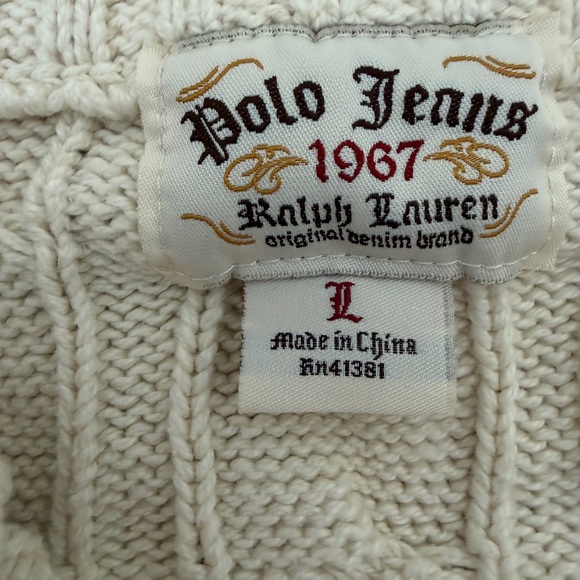 Polo Jeans
1967
Ralph Lauren
original denim brand
L
Made in China
Rn41381